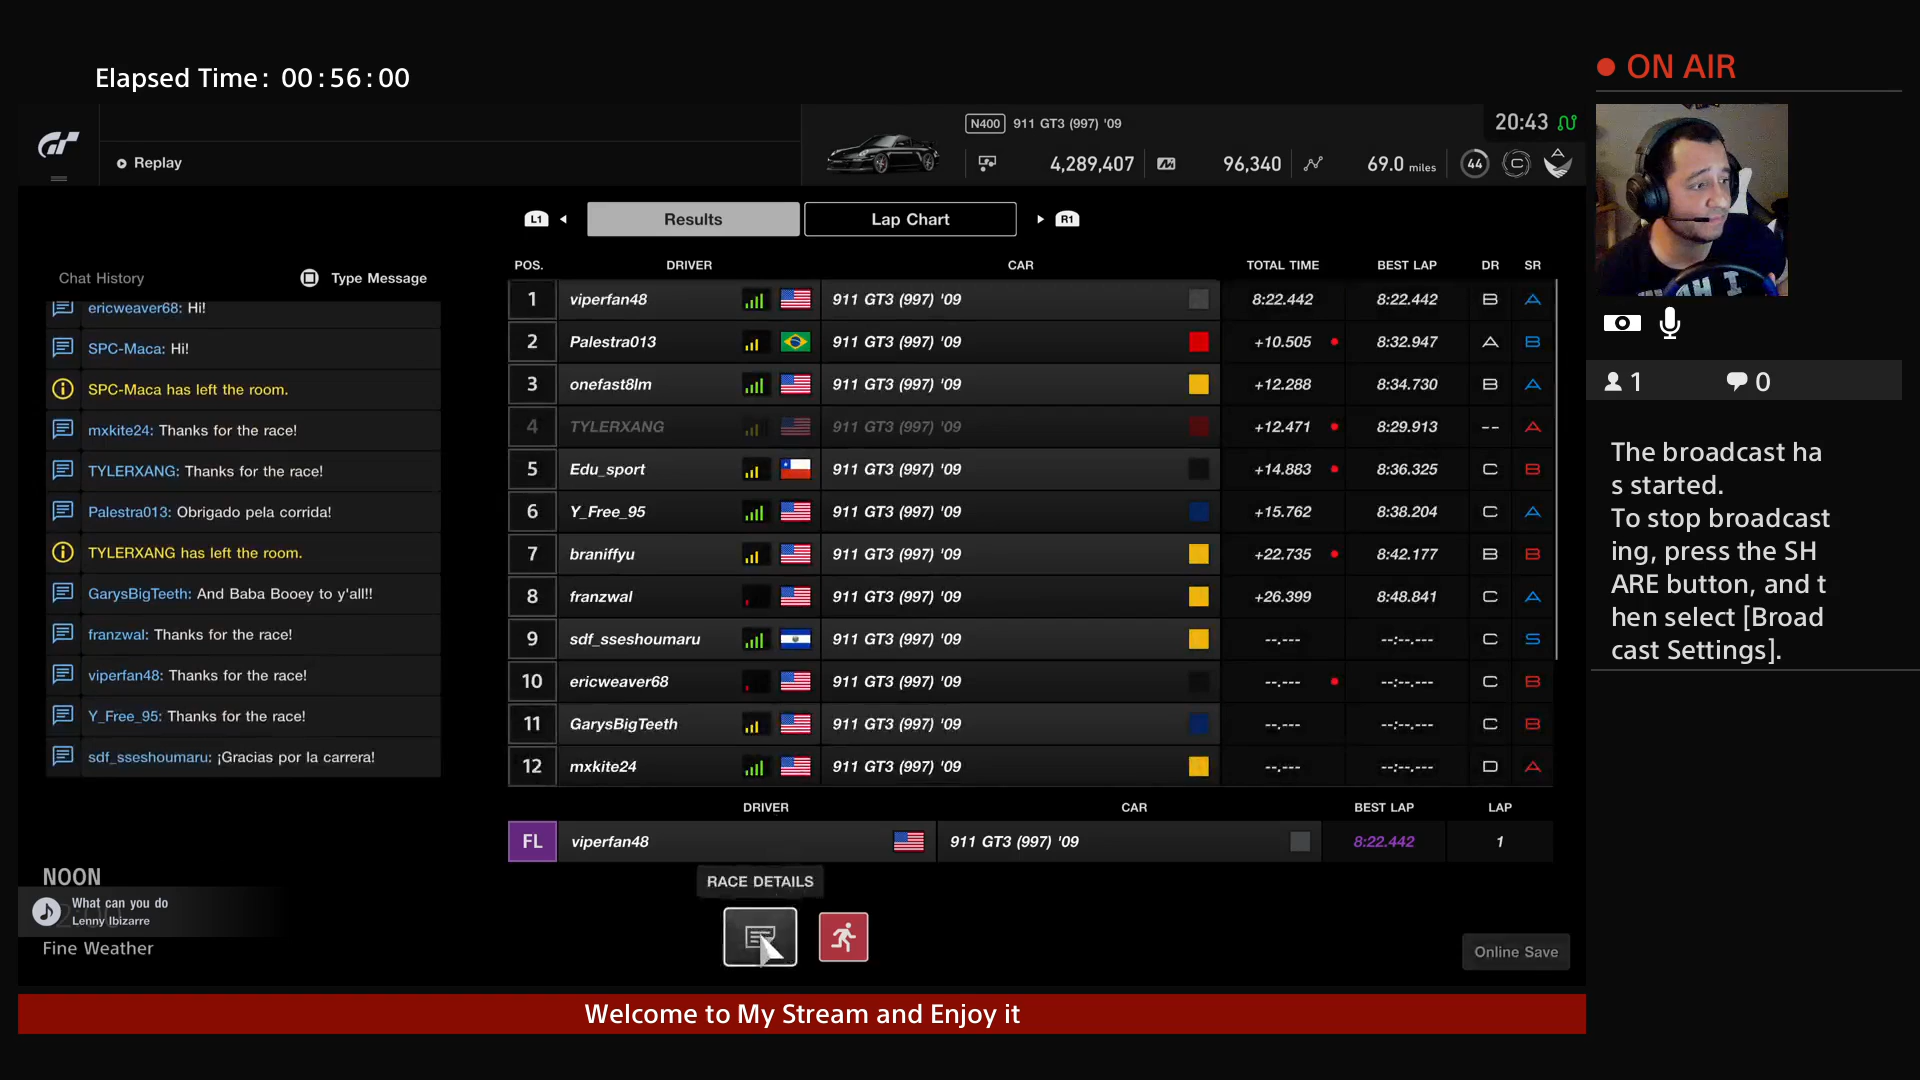 Elapsed Time: 00:56:00
ON AIR
Replay
N400 911 GT3 (997) '09
4,289,407 96,340 69.0 miles 44 C A
20:43
L1 Results Lap Chart R1
Chat History Type Message
ericweaver68: Hi!
SPC-Maca: Hi!
SPC-Maca has left the room.
mxkite24: Thanks for the race!
TYLERXANG: Thanks for the race!
Palestra013: Obrigado pela corrida!
TYLERXANG has left the room.
GarysBigTeeth: And Baba Booey to y'all!!
franzwal: Thanks for the race!
viperfan48: Thanks for the race!
Y_Free_95: Thanks for the race!
sdf_sseshoumaru: ¡Gracias por la carrera!
POS. DRIVER CAR TOTAL TIME BEST LAP DR SR
1 viperfan48 911 GT3 (997) '09 8:22.442 8:22.442 B A
2 Palestra013 911 GT3 (997) '09 +10.505 8:32.947 A B
3 onefast8lm 911 GT3 (997) '09 +12.288 8:34.730 B A
4 TYLERXANG 911 GT3 (997) '09 +12.471 8:29.913 -- A
5 Edu_sport 911 GT3 (997) '09 +14.883 8:36.325 C B
6 Y_Free_95 911 GT3 (997) '09 +15.762 8:38.204 C A
7 braniffyu 911 GT3 (997) '09 +22.735 8:42.177 B B
8 franzwal 911 GT3 (997) '09 +26.399 8:48.841 C A
9 sdf_sseshoumaru 911 GT3 (997) '09 --.--- --:--.--- C S
10 ericweaver68 911 GT3 (997) '09 --.--- --:--.--- C B
11 GarysBigTeeth 911 GT3 (997) '09 --.--- --:--.--- C B
12 mxkite24 911 GT3 (997) '09 --.--- --:--.--- D A
DRIVER CAR BEST LAP LAP
FL viperfan48 911 GT3 (997) '09 8:22.442 1
RACE DETAILS
NOON
What can you do
Lenny Ibizarre
Fine Weather
Online Save
Welcome to My Stream and Enjoy it
1 0
The broadcast ha
s started.
To stop broadcast
ing, press the SH
ARE button, and t
hen select [Broad
cast Settings].